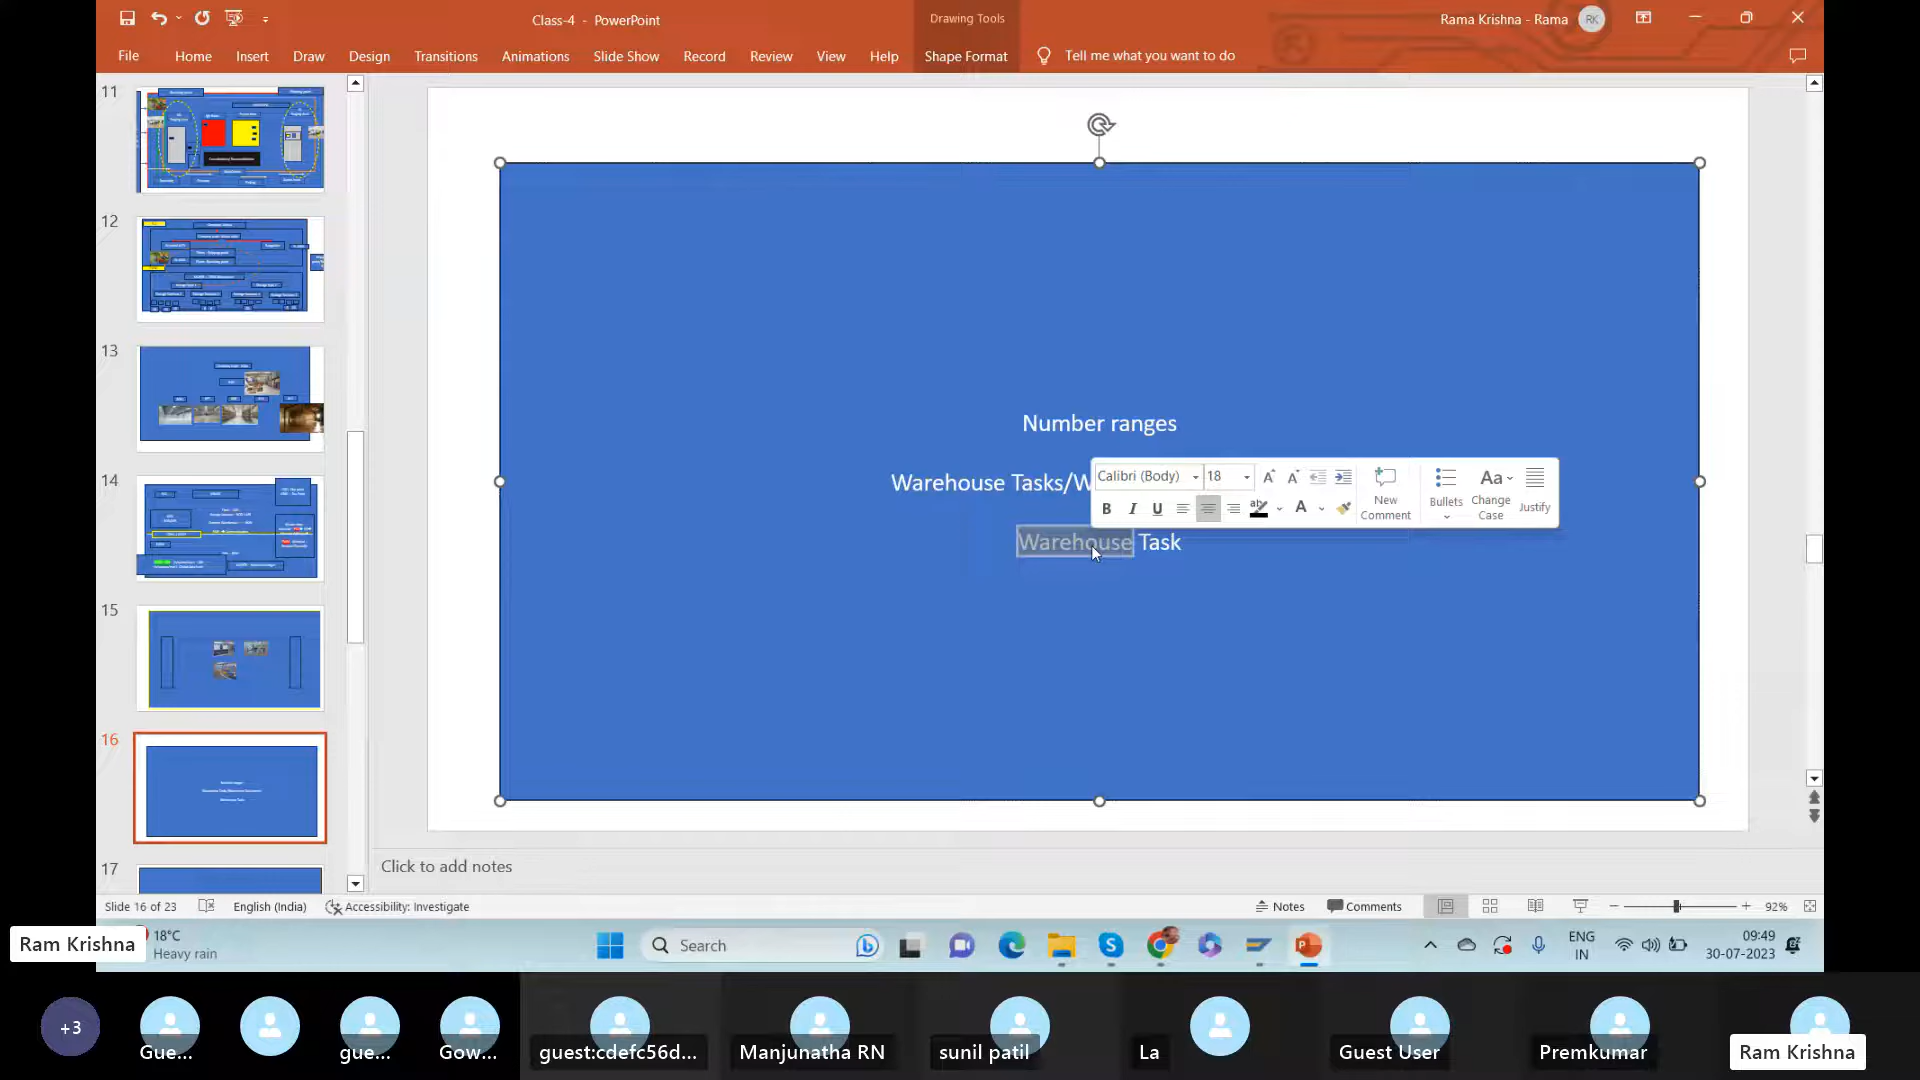 Class-4 - PowerPoint
Drawing Tools
Rama Krishna - Rama
RK
File
Home
Insert
Draw
Design
Transitions
Animations
Slide Show
Record
Review
View
Help
Shape Format
Tell me what you want to do
11
12
13
14
15
16
17
Number ranges
Warehouse Tasks/W
Warehouse Task
Calibri (Body)
18
New Comment
Bullets
Change Case
Justify
Click to add notes
Slide 16 of 23
English (India)
Accessibility: Investigate
Notes
Comments
92%
Ram Krishna
18°C
Heavy rain
Search
ENG
IN
09:49
30-07-2023
+3
Gue...
gue...
Gow...
guest:cdefc56d...
Manjunatha RN
sunil patil
La
Guest User
Premkumar
Ram Krishna